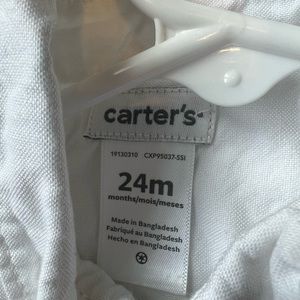 carter's
19130310 CXP95037-SSI
24m
months/mois/meses
Made in Bangladesh
Fabriqué au Bangladesh
Hecho en Bangladesh